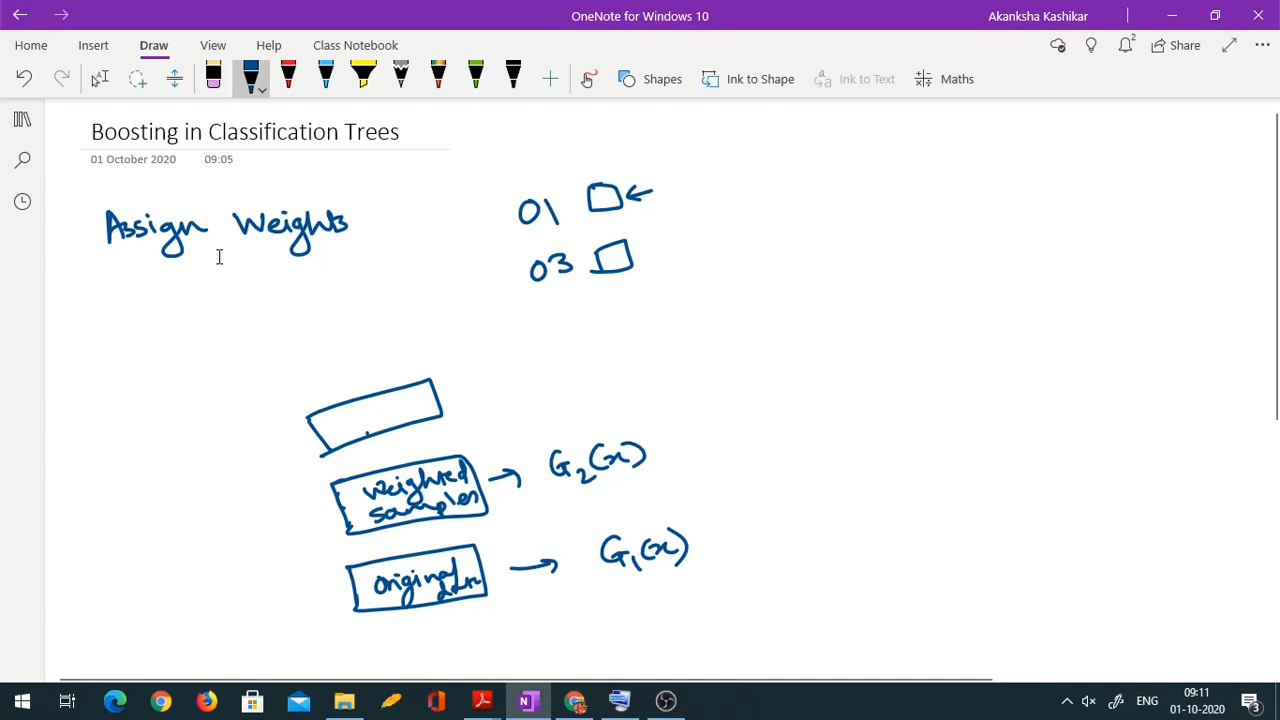 OneNote for Windows 10
Akanksha Kashikar
Home Insert Draw View Help Class Notebook
Share
Shapes
Ink to Shape
Ink to Text
Maths
Boosting in Classification Trees
01 October 2020 09:05
Assign Weights
01
03
weighted
samples
G2(x)
original
data
G1(x)
ENG
09:11
01-10-2020
3